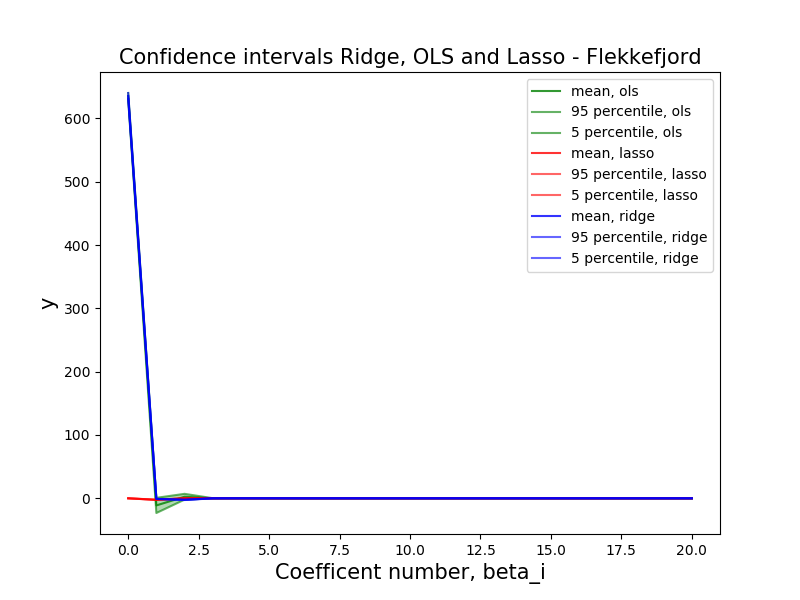 Confidence intervals Ridge, OLS and Lasso - Flekkefjord
mean, ols
95 percentile, ols
5 percentile, ols
mean, lasso
95 percentile, lasso
5 percentile, lasso
mean, ridge
95 percentile, ridge
5 percentile, ridge
600
500
400
300
200
100
0
y
0.0 2.5 5.0 7.5 10.0 12.5 15.0 17.5 20.0
Coefficent number, beta_i